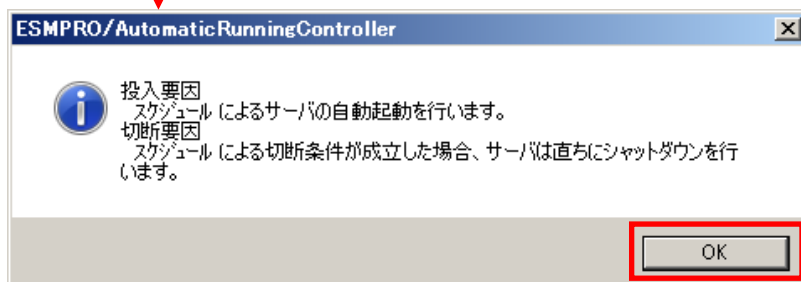 ESMPRO/AutomaticRunningController
投入要因
スケジュールによるサーバの自動起動を行います。
切断要因
スケジュールによる切断条件が成立した場合、サーバは直ちにシャットダウンを行
います。
OK